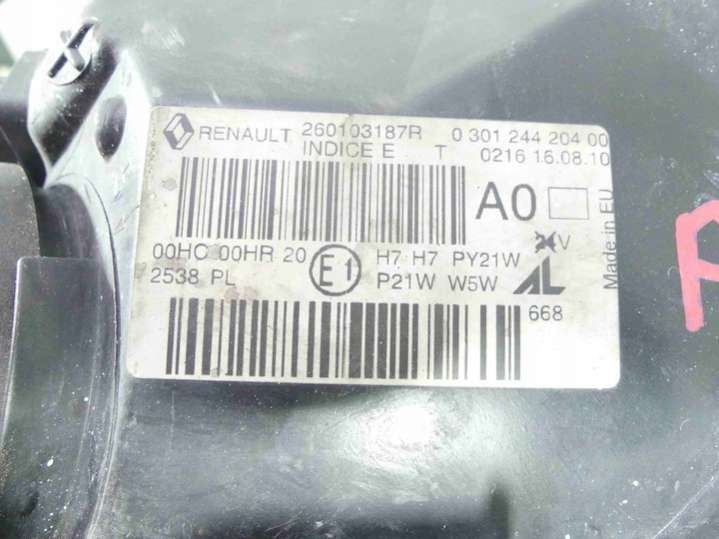 RENAULT 260103187R 0 301 244 204 00
INDICE E T 0216 16.08.10
A0
00HC 00HR 20 E1 H7 H7 PY21W V
2538 PL P21W W5W AL
668
Made in EU